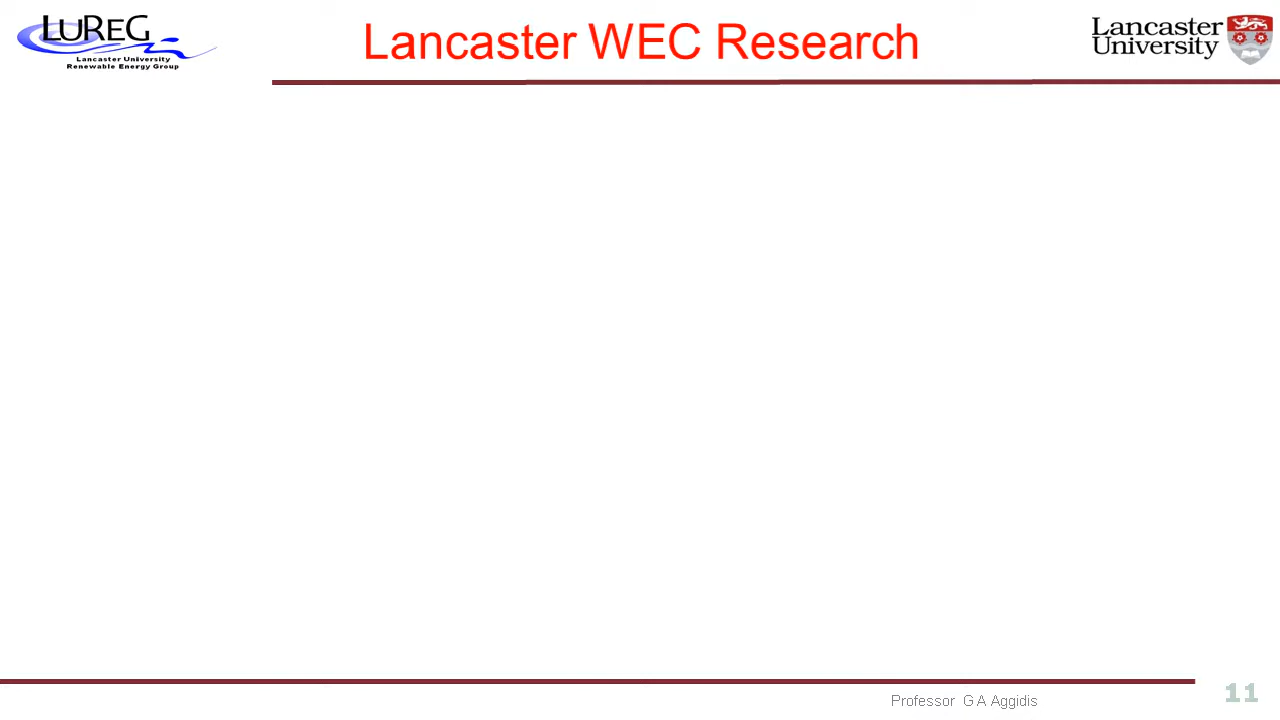 LUREG
Lancaster University
Renewable Energy Group
Lancaster WEC Research
Lancaster
University
Professor G A Aggidis
11